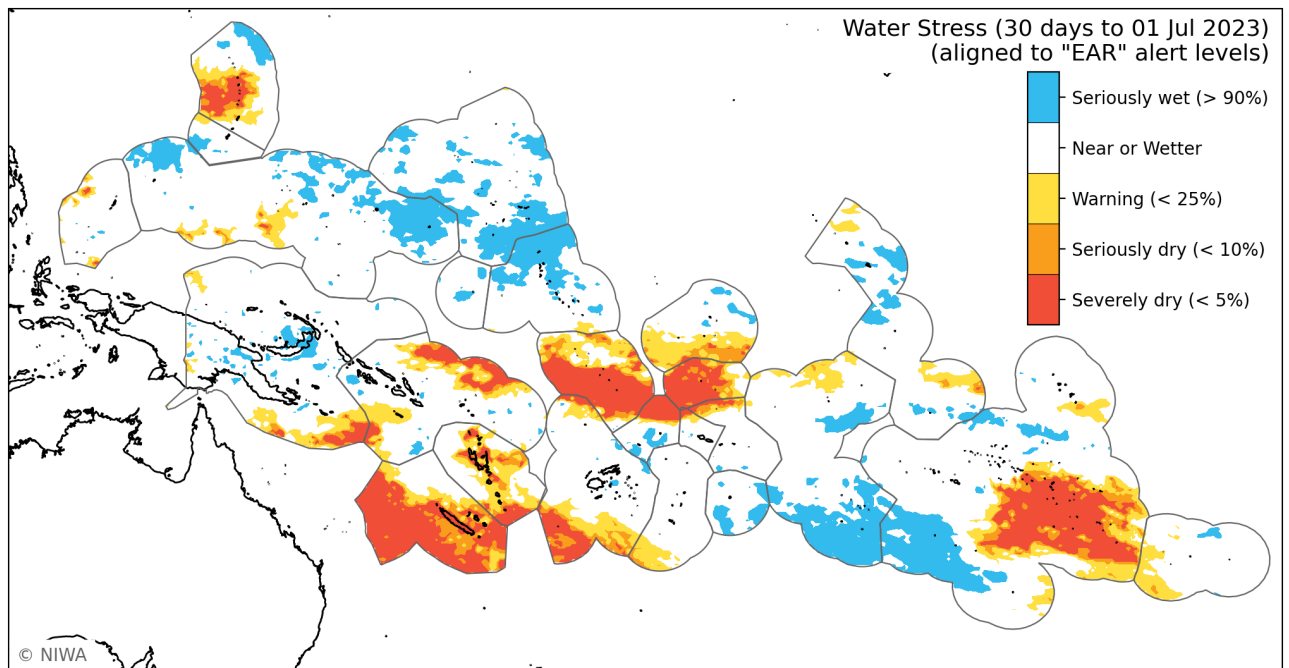 Water Stress (30 days to 01 Jul 2023)
(aligned to "EAR" alert levels)
Seriously wet (> 90%)
Near or Wetter
Warning (< 25%)
Seriously dry (< 10%)
Severely dry (< 5%)
© NIWA